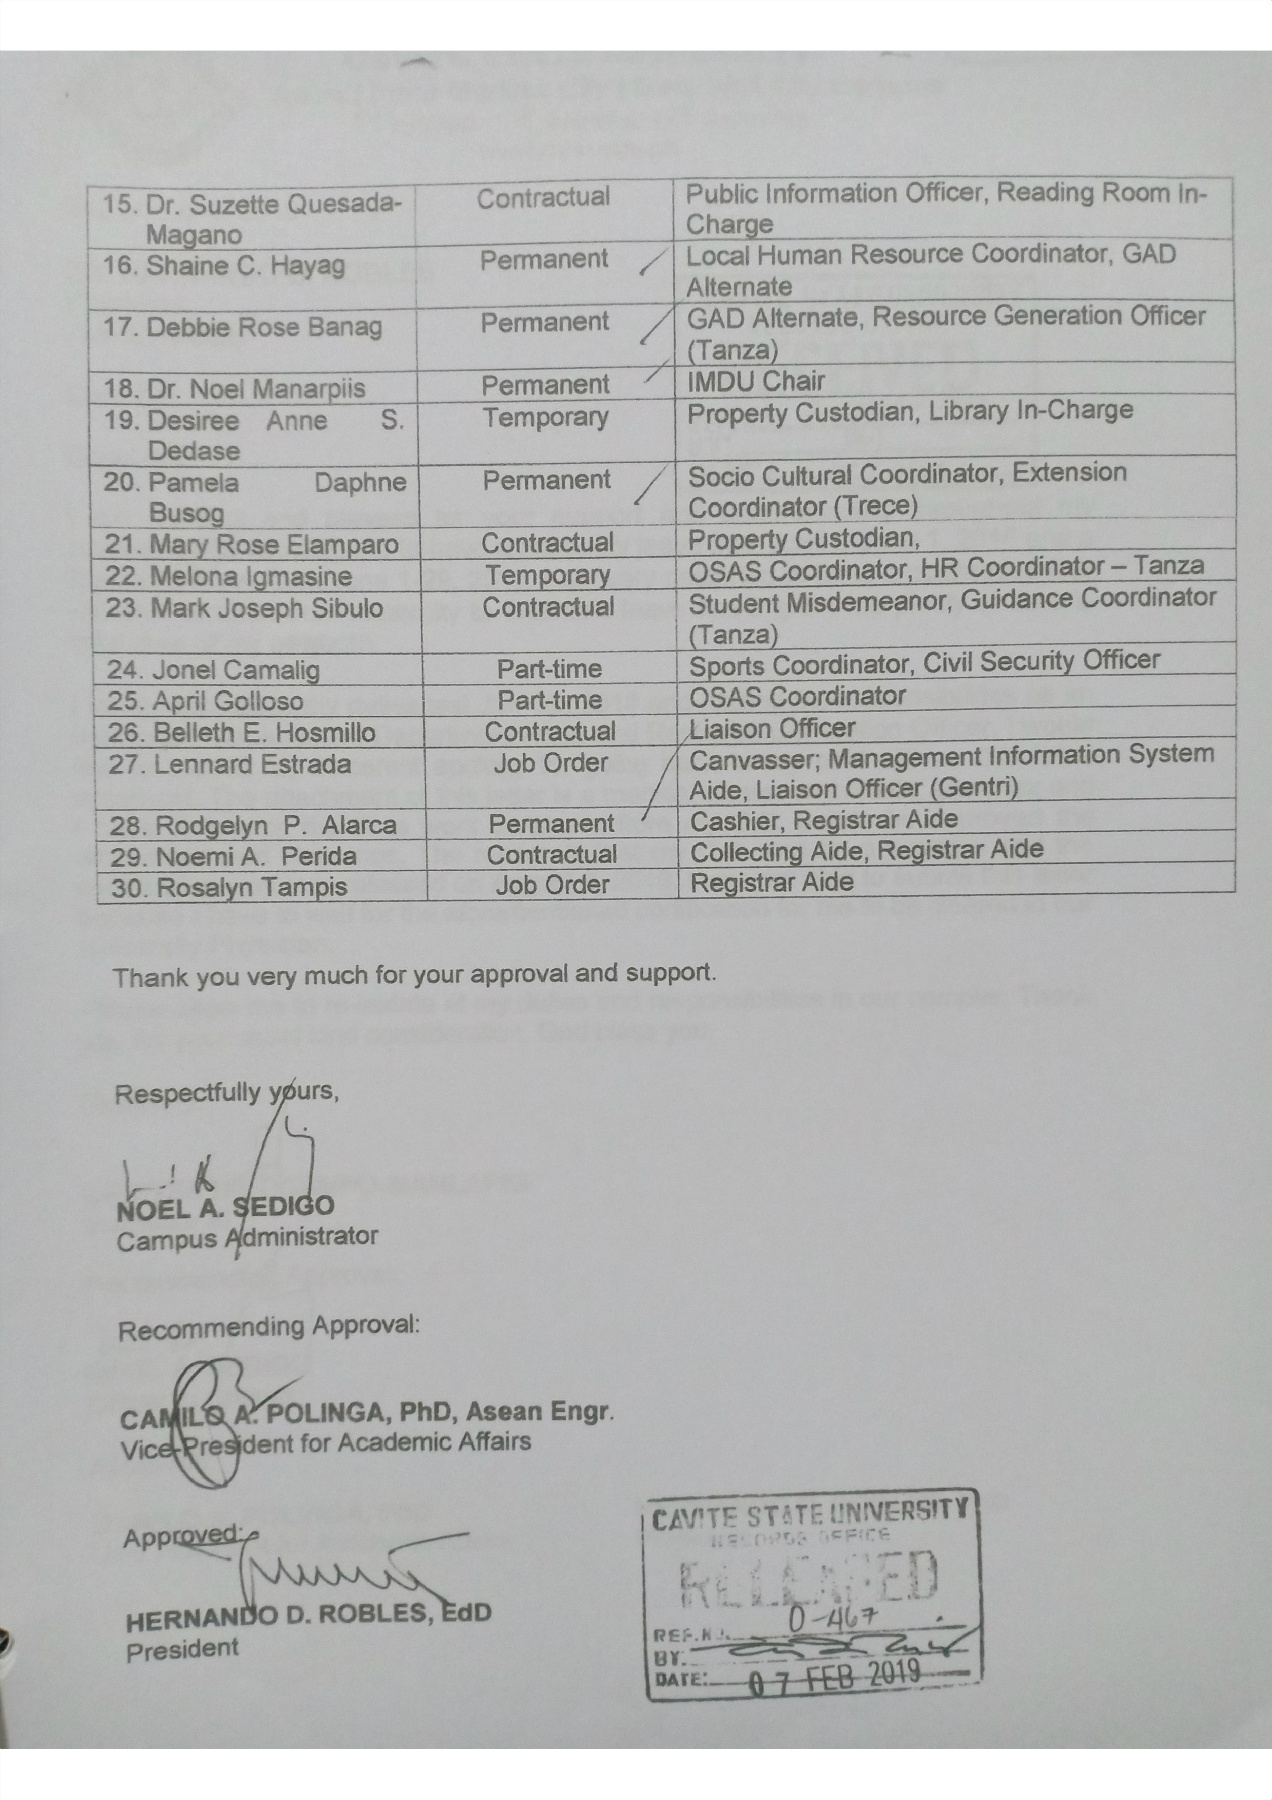 15. Dr. Suzette Quesada-Magano Contractual Public Information Officer, Reading Room In-Charge
16. Shaine C. Hayag Permanent Local Human Resource Coordinator, GAD Alternate
17. Debbie Rose Banag Permanent GAD Alternate, Resource Generation Officer (Tanza)
18. Dr. Noel Manarpiis Permanent IMDU Chair
19. Desiree Anne S. Dedase Temporary Property Custodian, Library In-Charge
20. Pamela Daphne Busog Permanent Socio Cultural Coordinator, Extension Coordinator (Trece)
21. Mary Rose Elamparo Contractual Property Custodian,
22. Melona Igmasine Temporary OSAS Coordinator, HR Coordinator – Tanza
23. Mark Joseph Sibulo Contractual Student Misdemeanor, Guidance Coordinator (Tanza)
24. Jonel Camalig Part-time Sports Coordinator, Civil Security Officer
25. April Golloso Part-time OSAS Coordinator
26. Belleth E. Hosmillo Contractual Liaison Officer
27. Lennard Estrada Job Order Canvasser; Management Information System Aide, Liaison Officer (Gentri)
28. Rodgelyn P. Alarca Permanent Cashier, Registrar Aide
29. Noemi A. Perida Contractual Collecting Aide, Registrar Aide
30. Rosalyn Tampis Job Order Registrar Aide
Thank you very much for your approval and support.
Respectfully yours,
NOEL A. SEDIGO
Campus Administrator
Recommending Approval:
CAMILO A. POLINGA, PhD, Asean Engr.
Vice-President for Academic Affairs
Approved:
HERNANDO D. ROBLES, EdD
President
CAVITE STATE UNIVERSITY
RECORDS OFFICE
RELEASED
REF. NO. 0-467
BY:
DATE: 07 FEB 2019